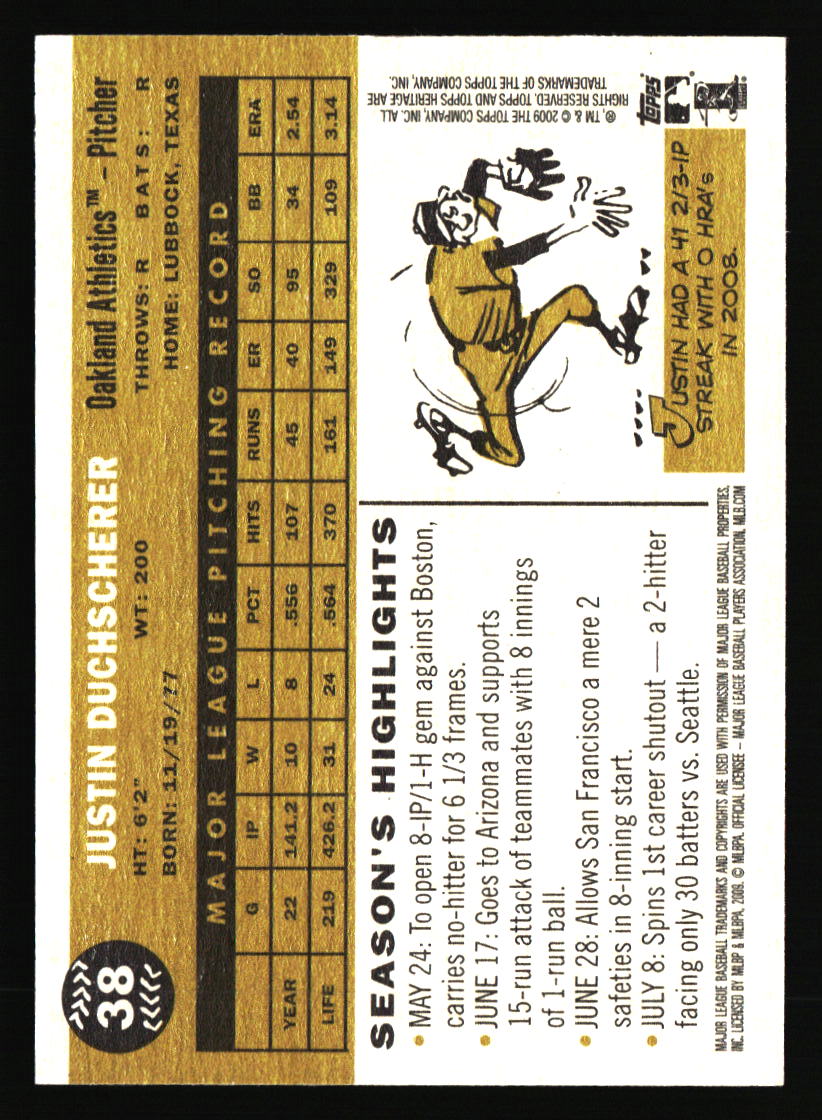 38
JUSTIN DUCHSCHERER Oakland Athletics™ – Pitcher
HT: 6'2" WT: 200 THROWS: R BATS: R
BORN: 11/19/77 HOME: LUBBOCK, TEXAS
MAJOR LEAGUE PITCHING RECORD
G IP W L PCT HITS RUNS ER SO BB ERA
YEAR 22 141.2 10 8 .556 107 45 40 95 34 2.54
LIFE 219 426.2 31 24 .564 370 161 149 329 109 3.14
SEASON'S HIGHLIGHTS
• MAY 24: To open 8-IP/1-H gem against Boston,
carries no-hitter for 6 1/3 frames.
• JUNE 17: Goes to Arizona and supports
15-run attack of teammates with 8 innings
of 1-run ball.
• JUNE 28: Allows San Francisco a mere 2
safeties in 8-inning start.
• JULY 8: Spins 1st career shutout — a 2-hitter
facing only 30 batters vs. Seattle.
JUSTIN HAD A 41 2/3-IP
STREAK WITH 0 HRA's
IN 2008.
®, TM & © 2009 THE TOPPS COMPANY, INC. ALL
RIGHTS RESERVED. TOPPS AND TOPPS HERITAGE ARE
TRADEMARKS OF THE TOPPS COMPANY, INC.
TOPPS
MAJOR LEAGUE BASEBALL TRADEMARKS AND COPYRIGHTS ARE USED WITH PERMISSION OF MAJOR LEAGUE BASEBALL PROPERTIES,
INC. LICENSED BY MLBP & MLBPA, 2009. © MLBPA. OFFICIAL LICENSEE – MAJOR LEAGUE BASEBALL PLAYERS ASSOCIATION. MLB.COM